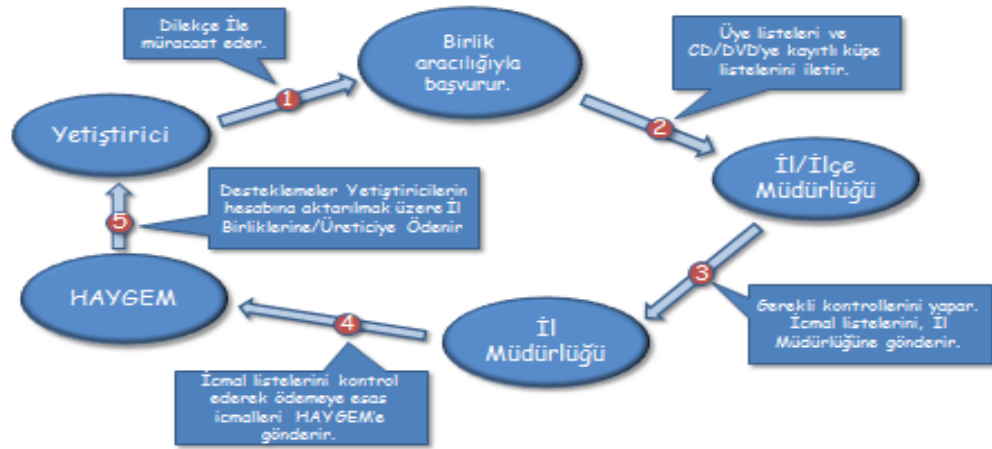 Dilekçe İle
müracaat eder.
Birlik
aracılığıyla
başvurur.
Üye listeleri ve
CD/DVD'ye kayıtlı küpe
listelerini iletir.
1
2
Yetiştirici
İl/İlçe
Müdürlüğü
Desteklemeler Yetiştiricilerin
hesabına aktarılmak üzere İl
Birliklerine/Üreticiye Ödenir
5
3
HAYGEM
Gerekli kontrollerini yapar.
İcmal listelerini, İl
Müdürlüğüne gönderir.
4
İl
Müdürlüğü
İcmal listelerini kontrol
ederek ödemeye esas
icmalleri HAYGEM'e
gönderir.